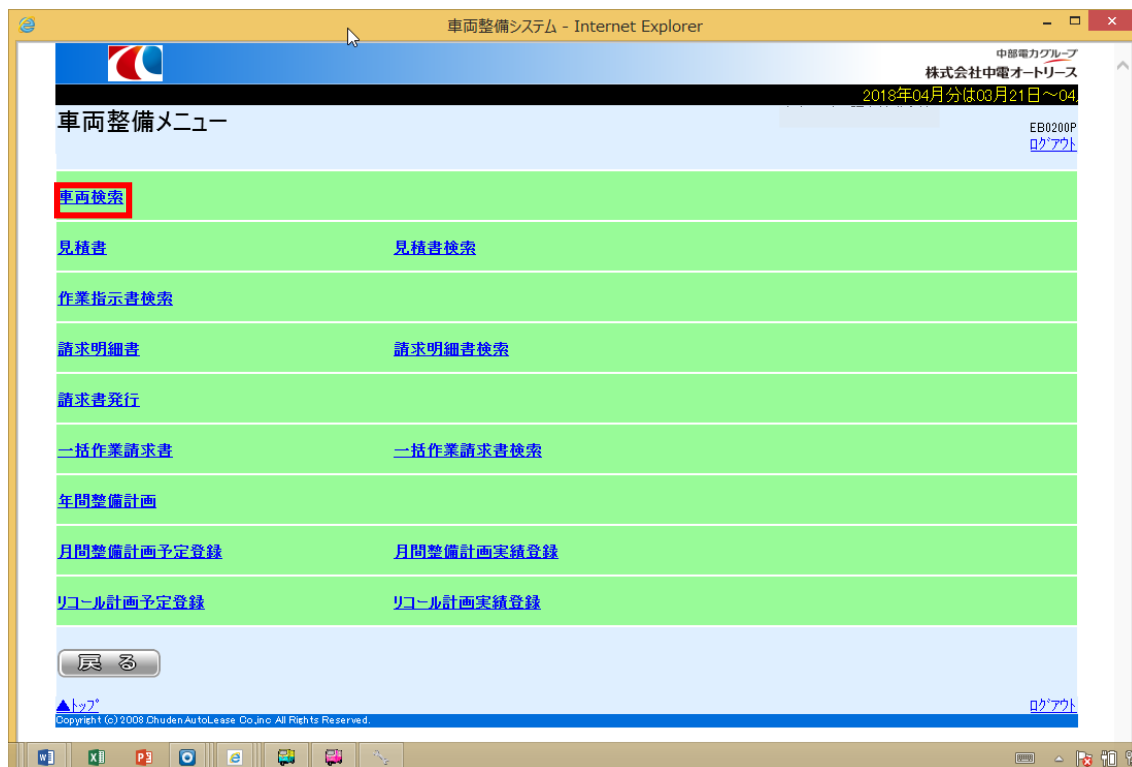 車両整備システム - Internet Explorer
中部電力グループ
株式会社中電オートリース
2018年04月分は03月21日～04
車両整備メニュー
EB0200P
ログアウト
車両検索
見積書 見積書検索
作業指示書検索
請求明細書 請求明細書検索
請求書発行
一括作業請求書 一括作業請求書検索
年間整備計画
月間整備計画予定登録 月間整備計画実績登録
リコール計画予定登録 リコール計画実績登録
戻る
▲トップ ログアウト
Copyright (c) 2008 Chuden AutoLease Co.,inc All Rights Reserved.